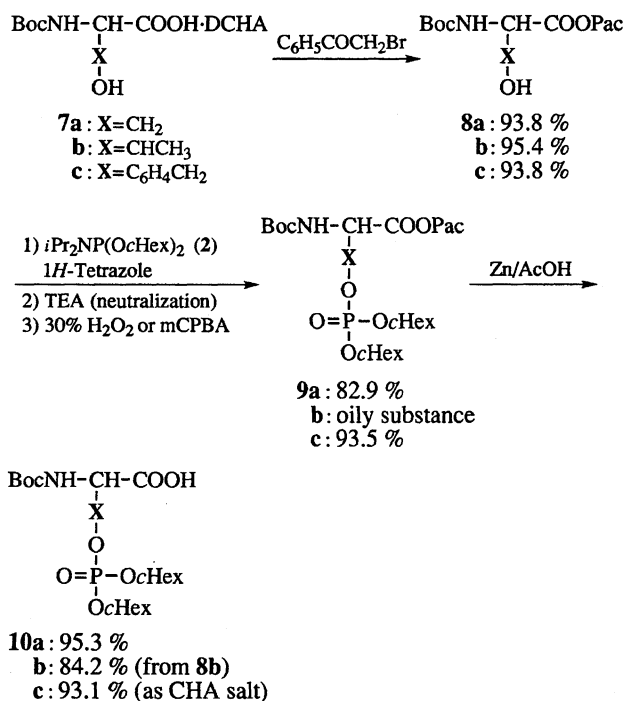 BocNH-CH-COOH·DCHA
X
OH
C₆H₅COCH₂Br
BocNH-CH-COOPac
X
OH
7a : X=CH₂
b : X=CHCH₃
c : X=C₆H₄CH₂
8a : 93.8 %
b : 95.4 %
c : 93.8 %
1) iPr₂NP(OcHex)₂ (2)
1H-Tetrazole
2) TEA (neutralization)
3) 30% H₂O₂ or mCPBA
BocNH-CH-COOPac
X
O
O=P-OcHex
OcHex
Zn/AcOH
9a : 82.9 %
b : oily substance
c : 93.5 %
BocNH-CH-COOH
X
O
O=P-OcHex
OcHex
10a : 95.3 %
b : 84.2 % (from 8b)
c : 93.1 % (as CHA salt)